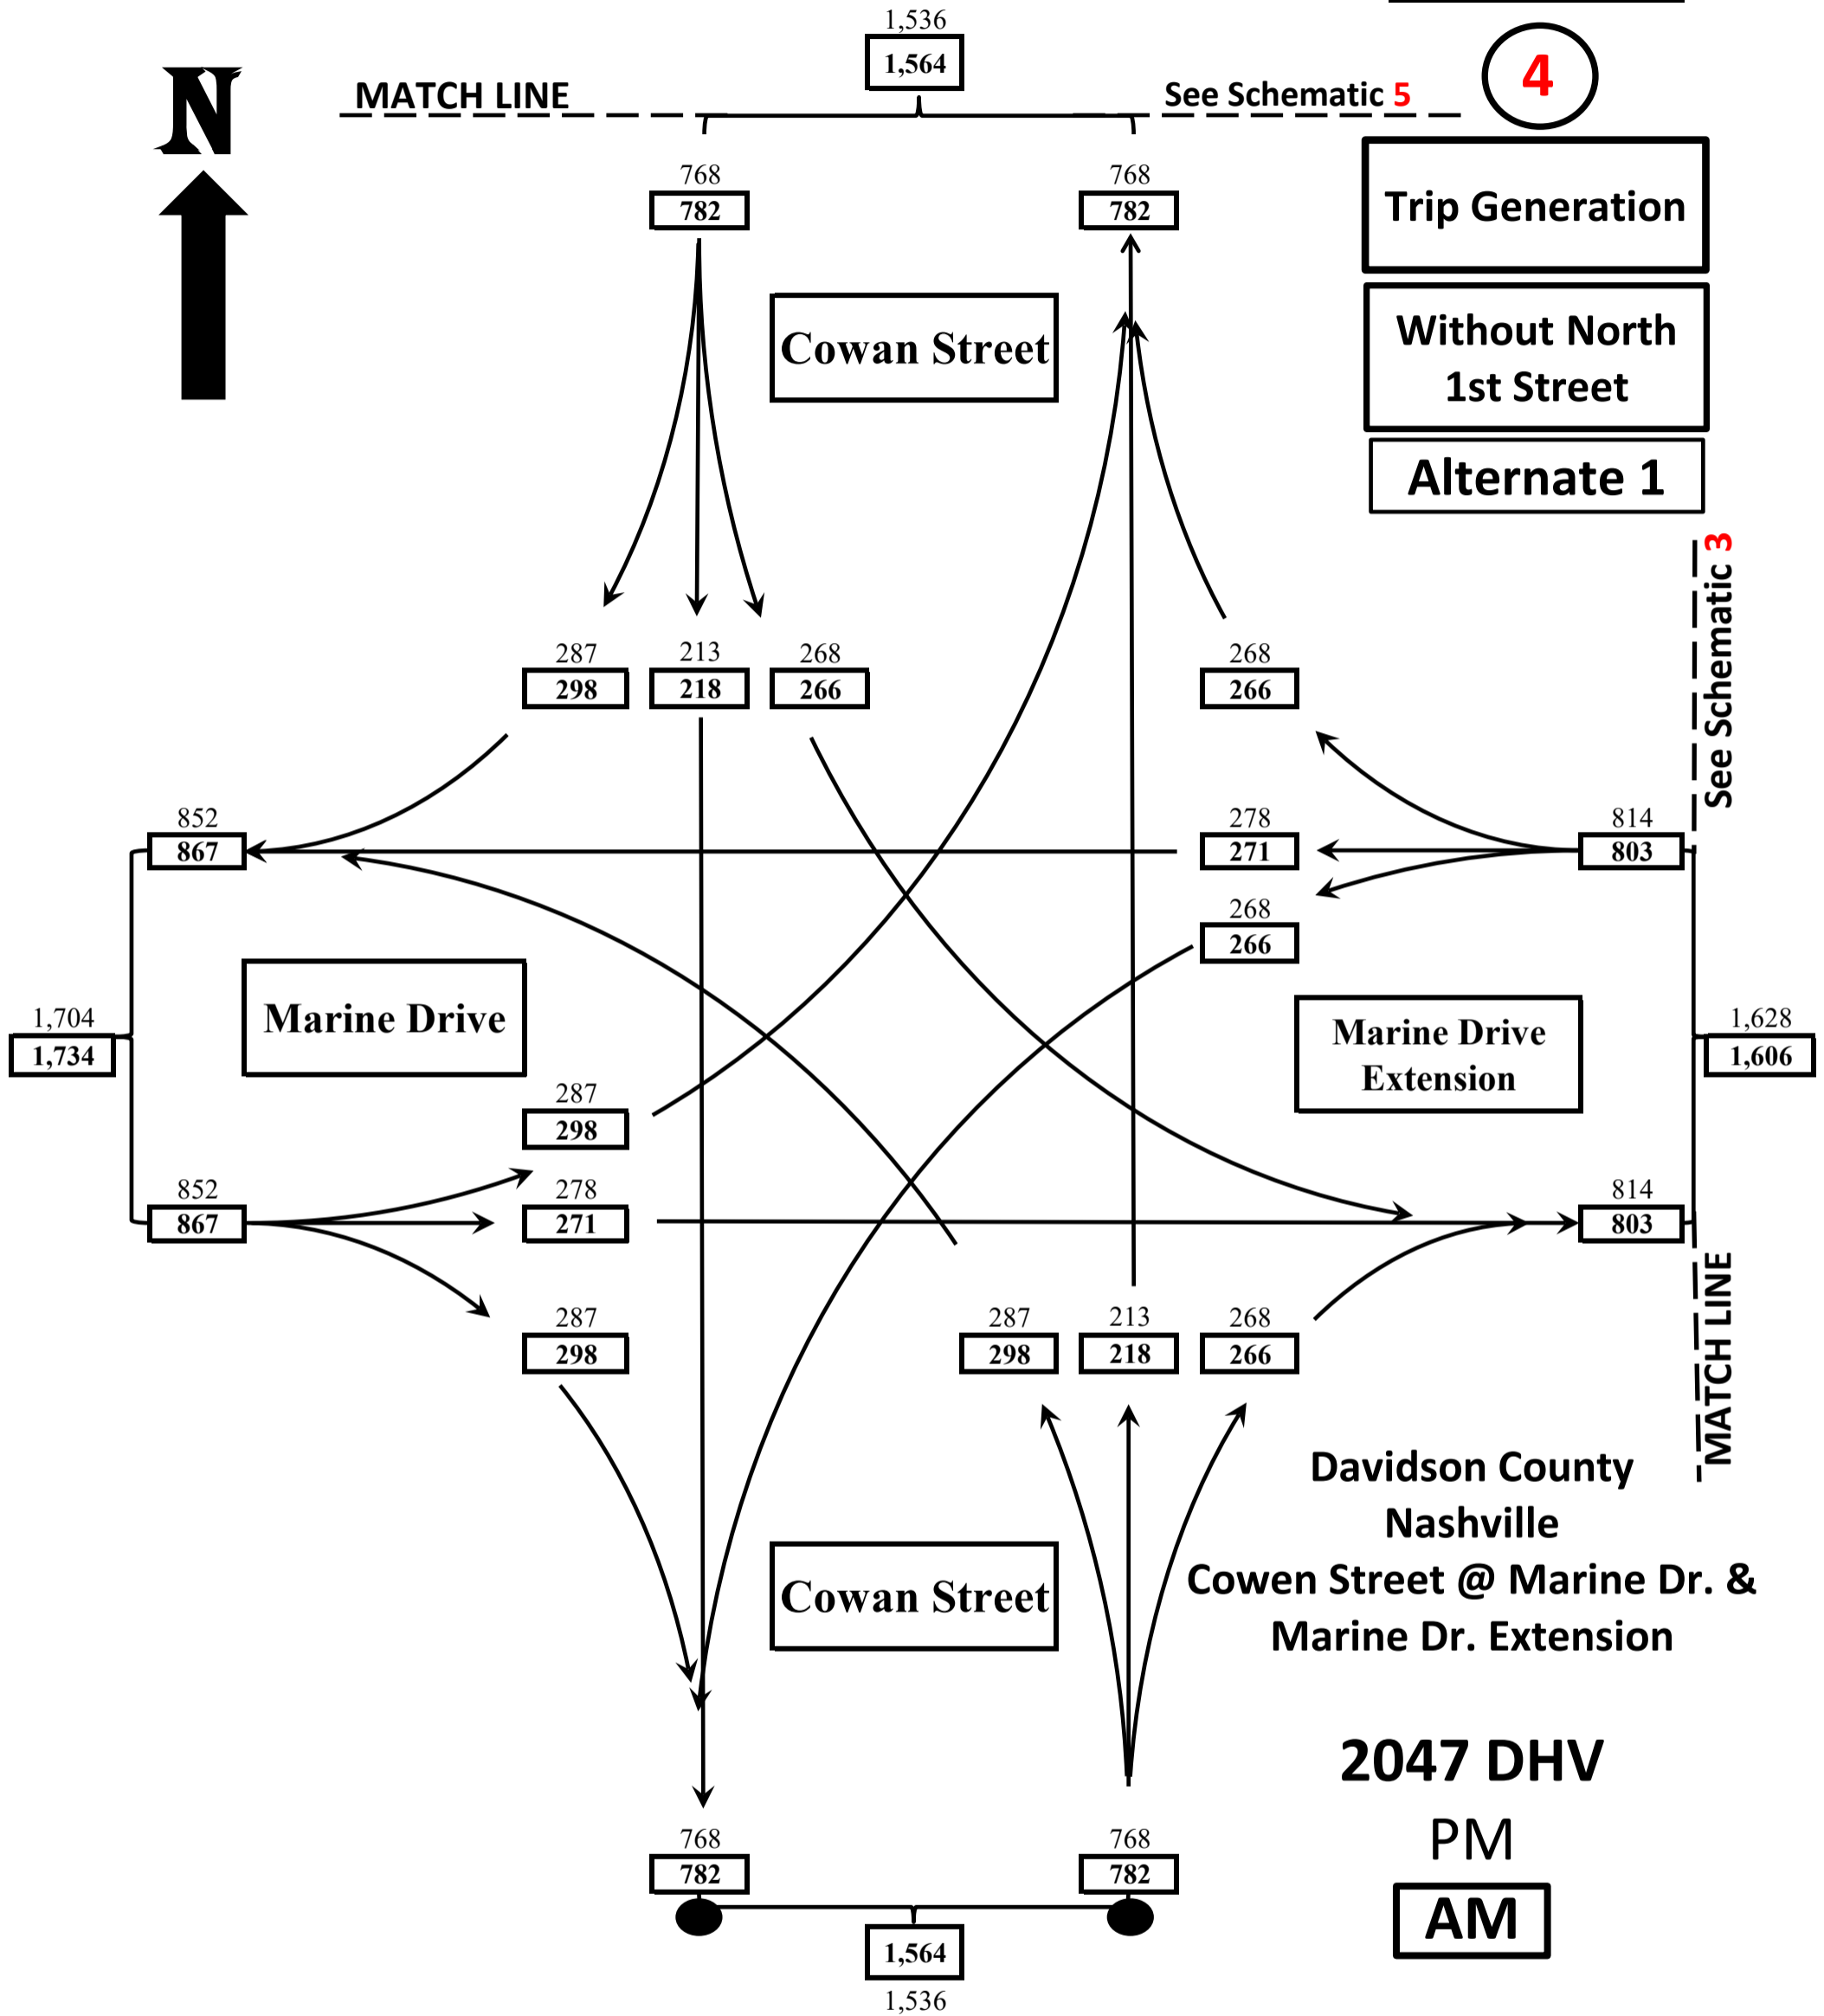 1,536
1,564
4
N
MATCH LINE
See Schematic 5
768
782
768
782
Trip Generation
Cowan Street
Without North
1st Street
Alternate 1
See Schematic 3
287
298
213
218
268
266
268
266
852
867
278
271
814
803
268
266
Marine Drive
Marine Drive
Extension
1,704
1,734
1,628
1,606
287
298
852
867
278
271
814
803
287
298
287
298
213
218
268
266
MATCH LINE
Davidson County
Nashville
Cowen Street @ Marine Dr. &
Marine Dr. Extension
Cowan Street
2047 DHV
PM
AM
768
782
768
782
1,564
1,536